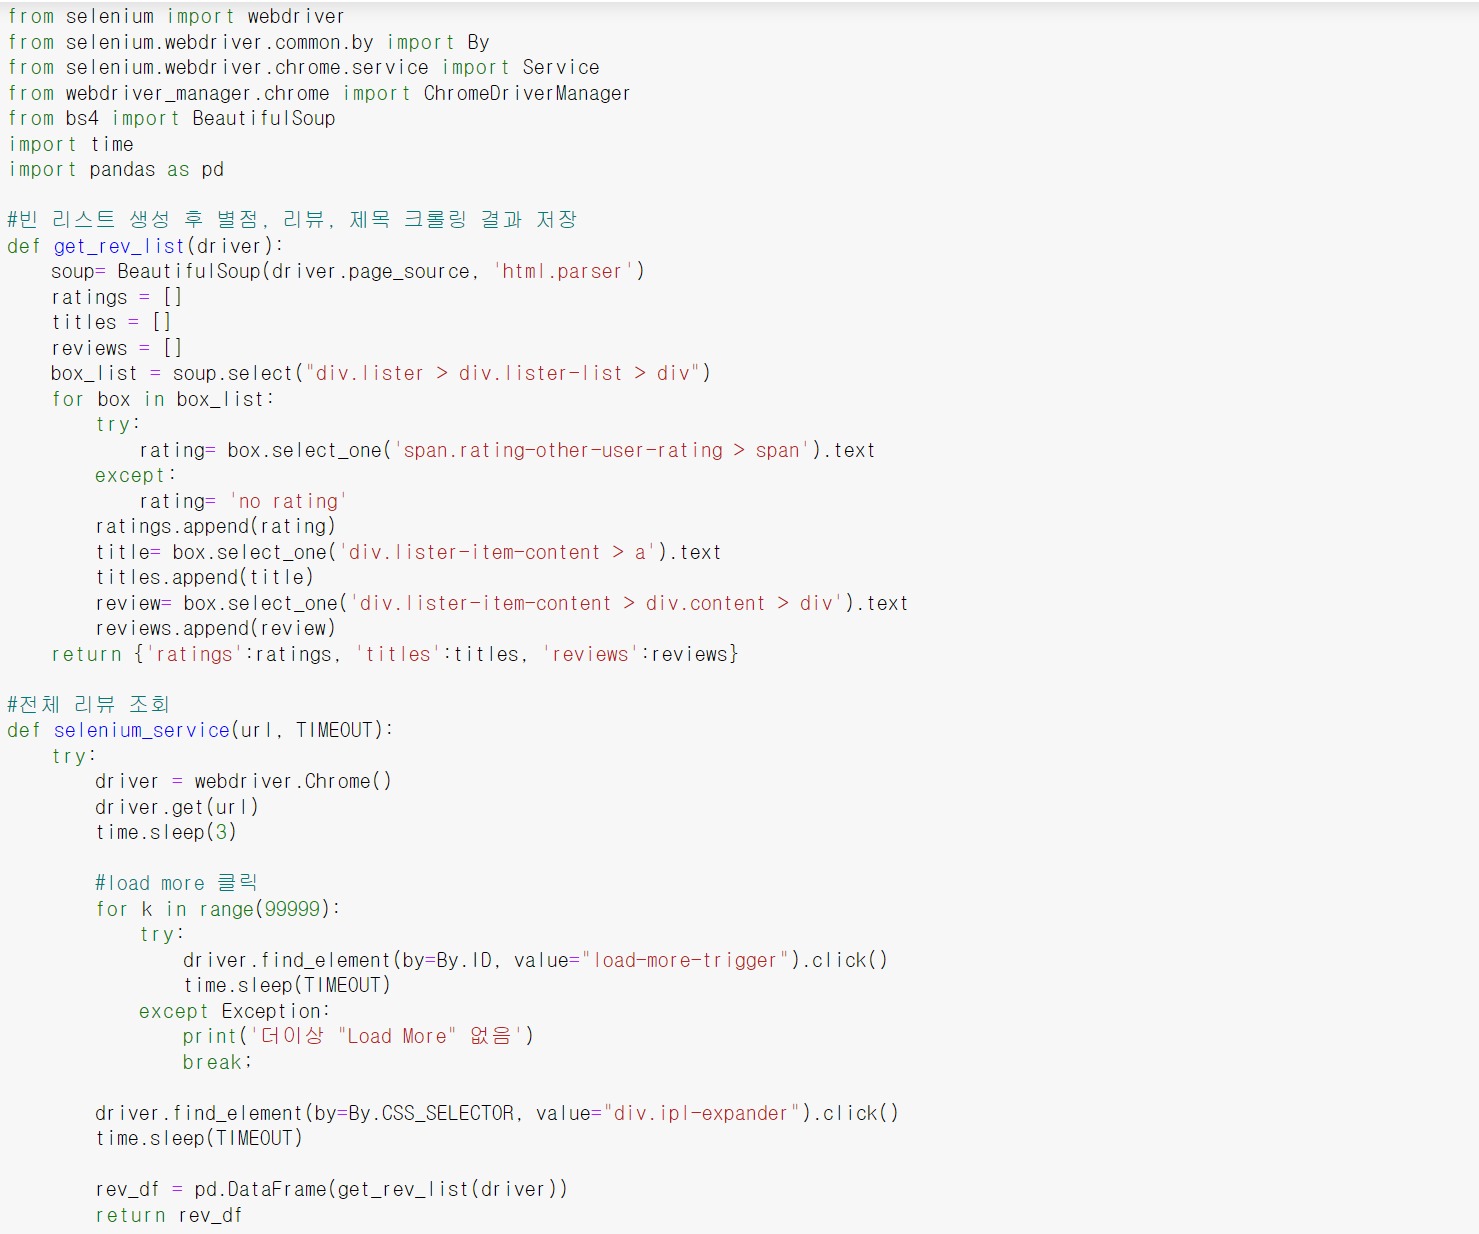 from selenium import webdriver
from selenium.webdriver.common.by import By
from selenium.webdriver.chrome.service import Service
from webdriver_manager.chrome import ChromeDriverManager
from bs4 import BeautifulSoup
import time
import pandas as pd

#빈 리스트 생성 후 별점, 리뷰, 제목 크롤링 결과 저장
def get_rev_list(driver):
    soup= BeautifulSoup(driver.page_source, 'html.parser')
    ratings = []
    titles = []
    reviews = []
    box_list = soup.select("div.lister > div.lister-list > div")
    for box in box_list:
        try:
            rating= box.select_one('span.rating-other-user-rating > span').text
        except:
            rating= 'no rating'
        ratings.append(rating)
        title= box.select_one('div.lister-item-content > a').text
        titles.append(title)
        review= box.select_one('div.lister-item-content > div.content > div').text
        reviews.append(review)
    return {'ratings':ratings, 'titles':titles, 'reviews':reviews}

#전체 리뷰 조회
def selenium_service(url, TIMEOUT):
    try:
        driver = webdriver.Chrome()
        driver.get(url)
        time.sleep(3)

        #load more 클릭
        for k in range(99999):
            try:
                driver.find_element(by=By.ID, value="load-more-trigger").click()
                time.sleep(TIMEOUT)
            except Exception:
                print('더이상 "Load More" 없음')
                break;

        driver.find_element(by=By.CSS_SELECTOR, value="div.ipl-expander").click()
        time.sleep(TIMEOUT)

        rev_df = pd.DataFrame(get_rev_list(driver))
        return rev_df